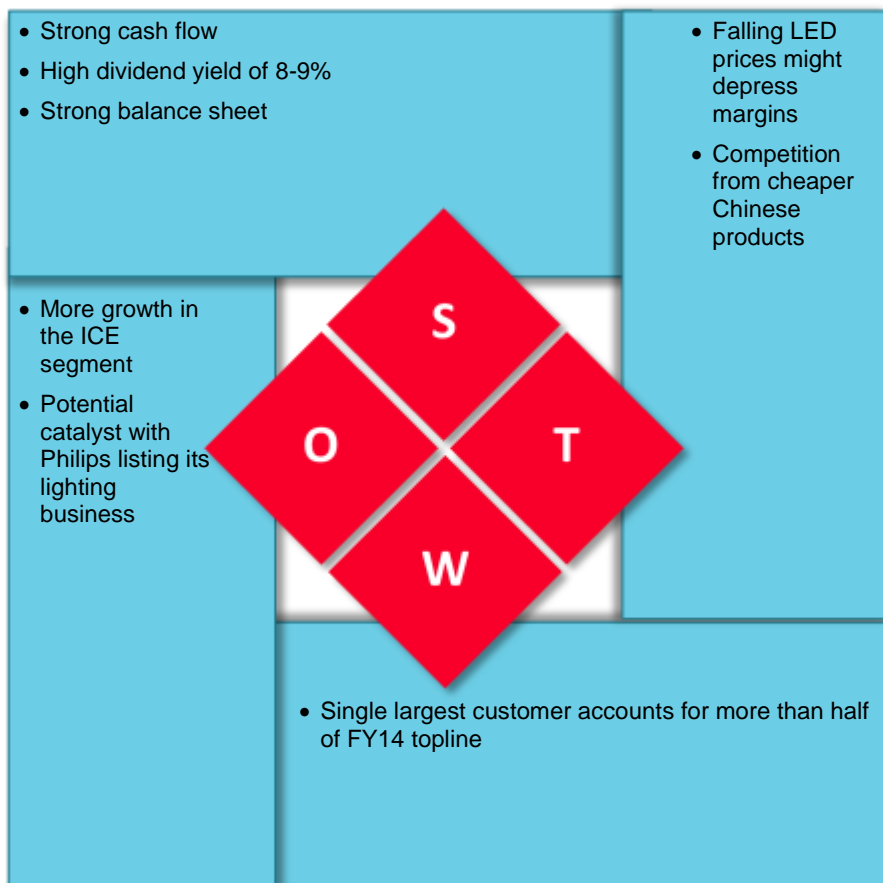 • Strong cash flow
• High dividend yield of 8-9%
• Strong balance sheet
• Falling LED
prices might
depress
margins
• Competition
from cheaper
Chinese
products
• More growth in
the ICE
segment
• Potential
catalyst with
Philips listing its
lighting
business
S
O
T
W
• Single largest customer accounts for more than half
of FY14 topline